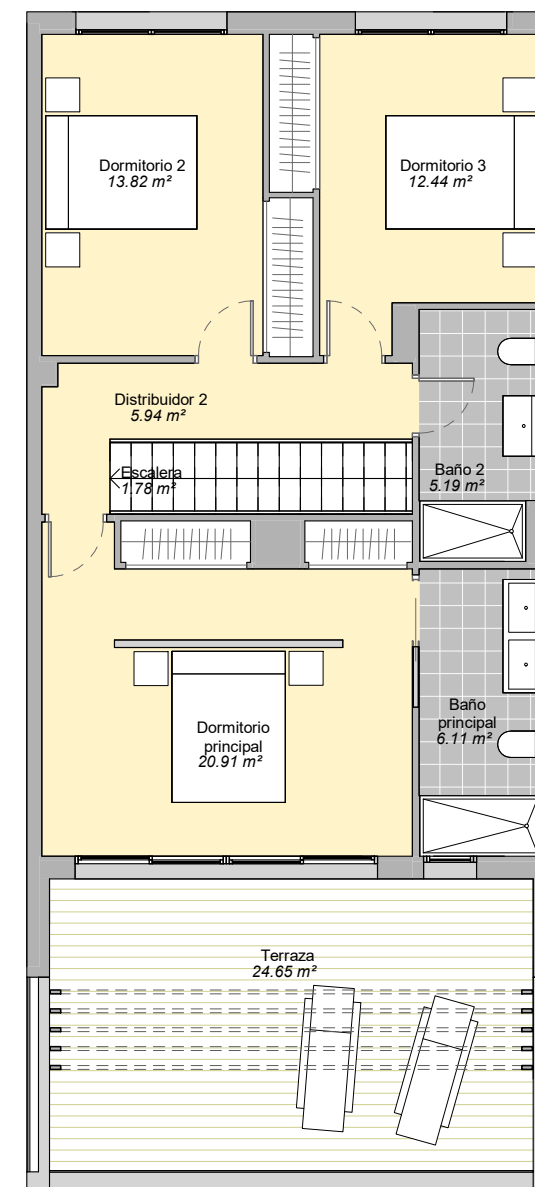 Dormitorio 2
13.82 m²
Dormitorio 3
12.44 m²
Distribuidor 2
5.94 m²
Escalera
1.78 m²
Baño 2
5.19 m²
Baño
principal
6.11 m²
Dormitorio
principal
20.91 m²
Terraza
24.65 m²